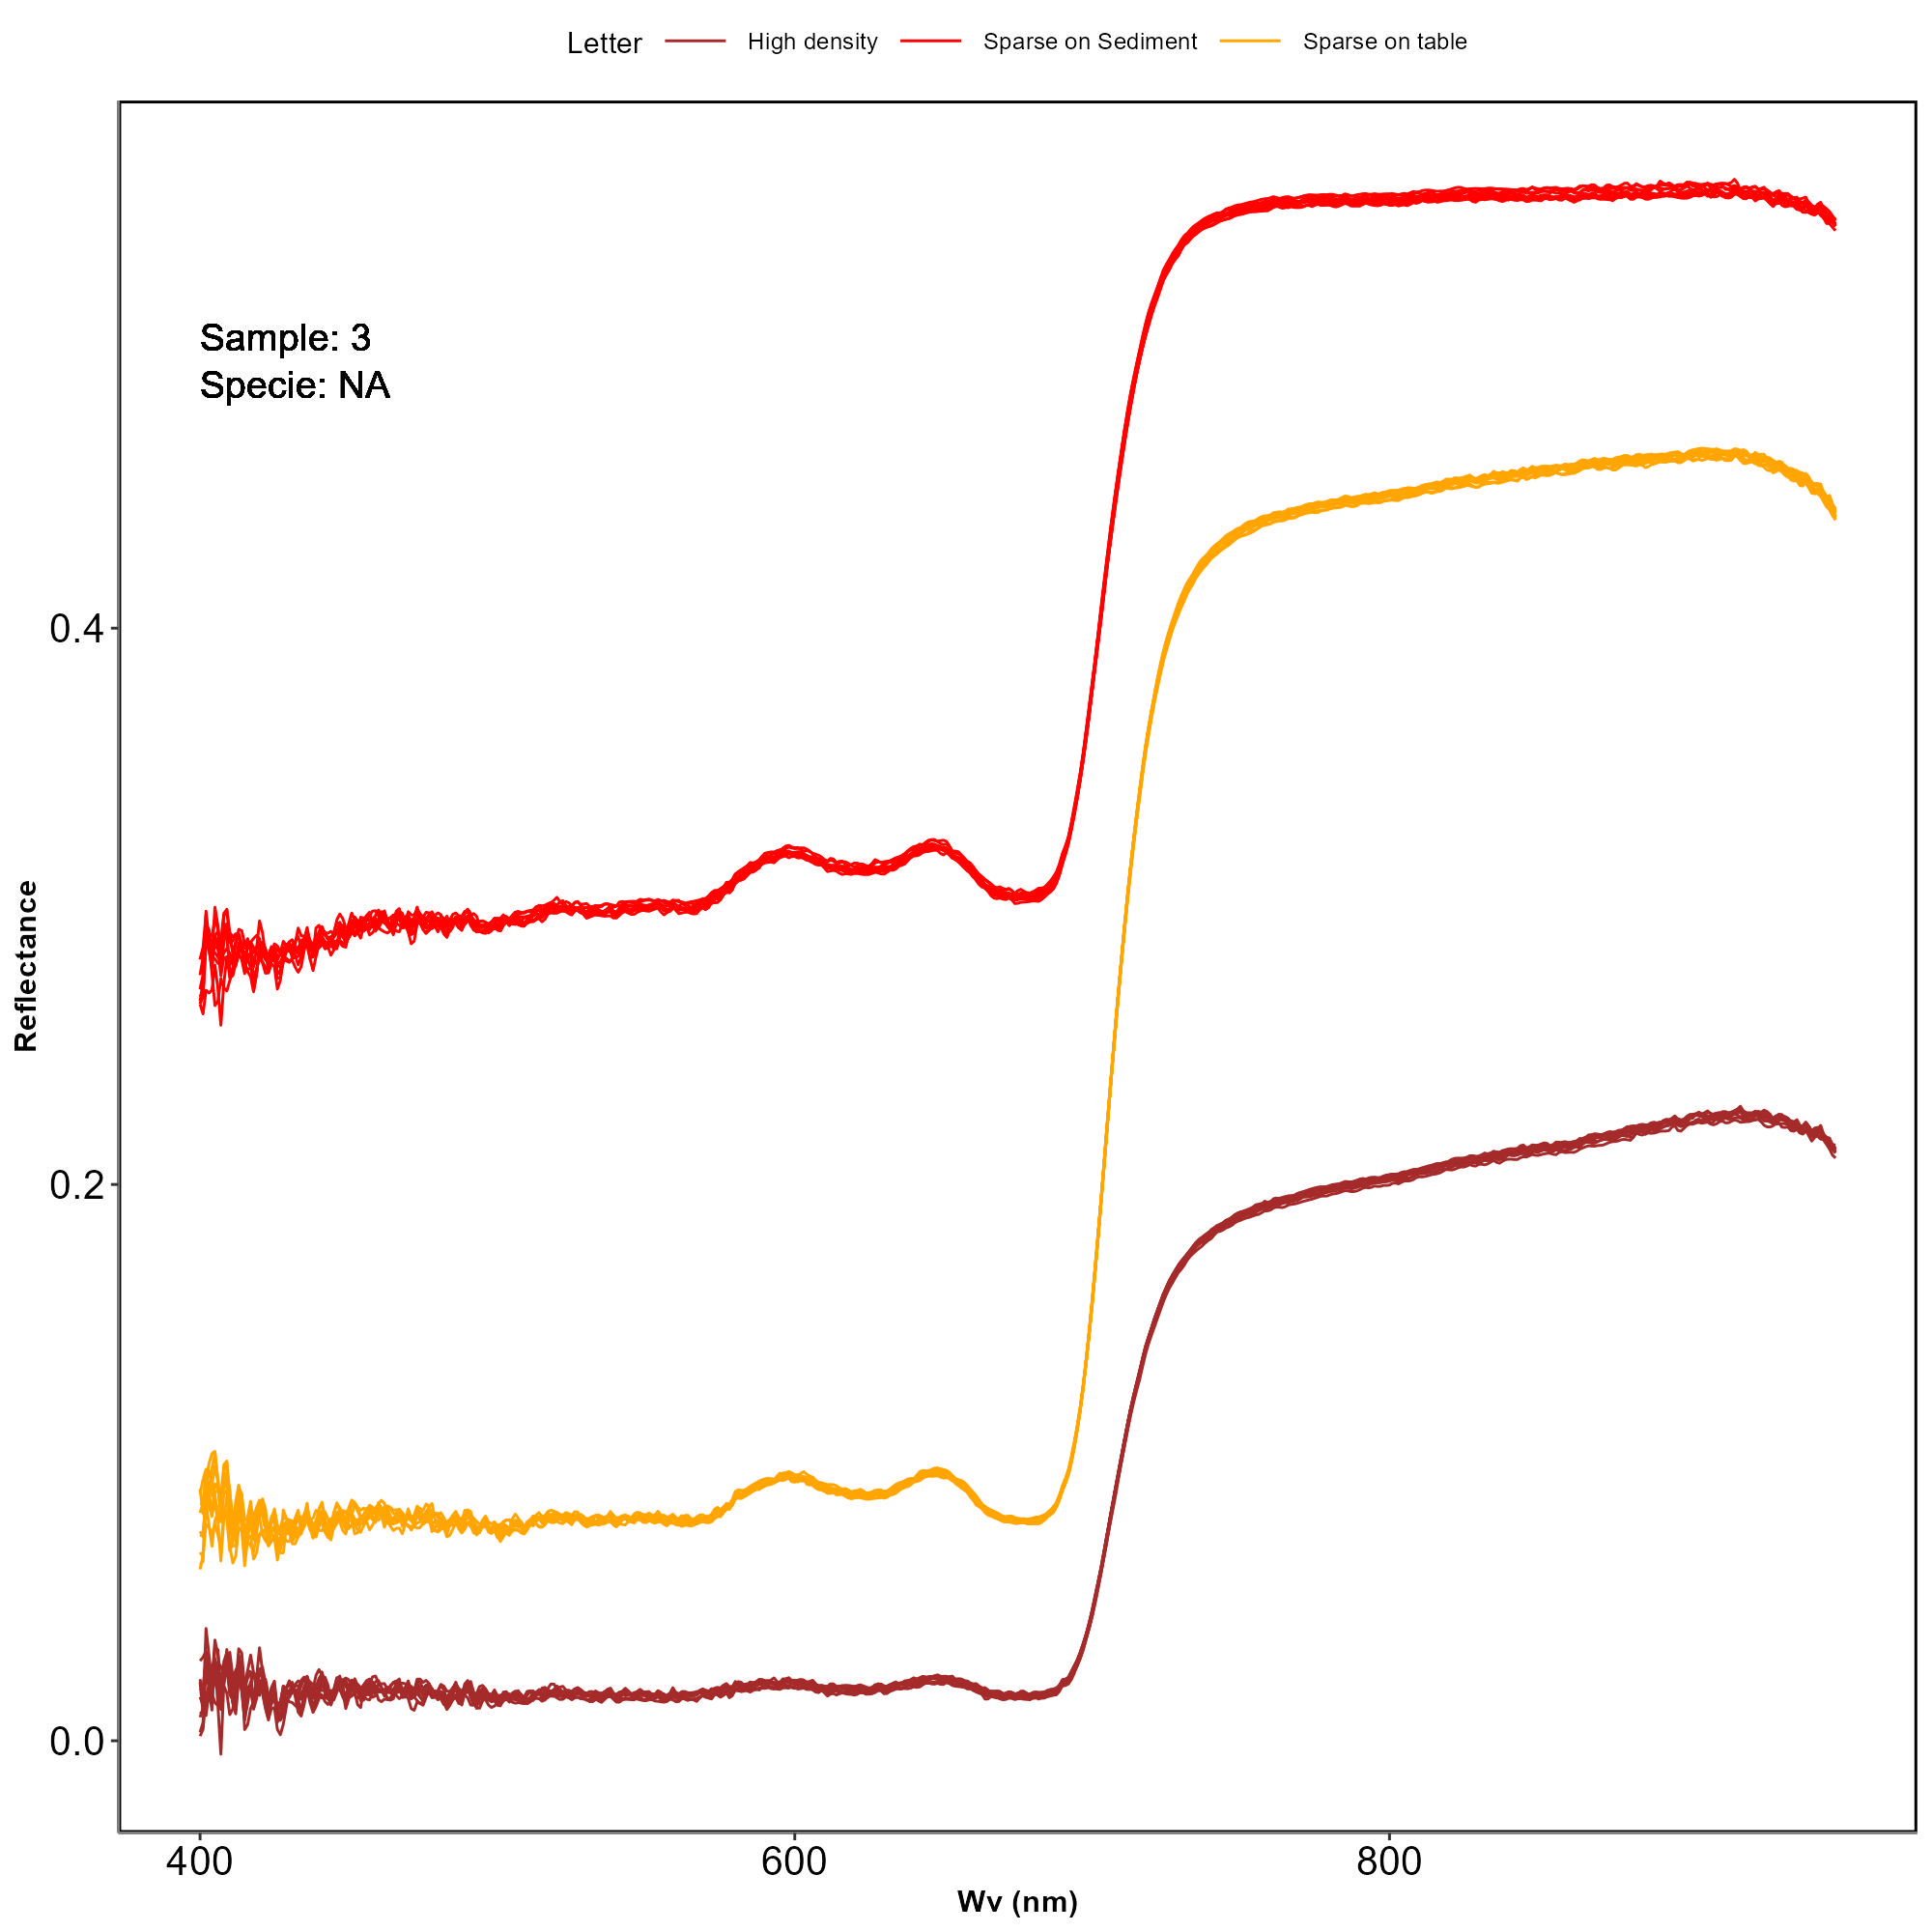 Letter High density Sparse on Sediment Sparse on table
Sample: 3
Specie: NA
0.4
0.2
0.0
Reflectance
400 600 800
Wv (nm)